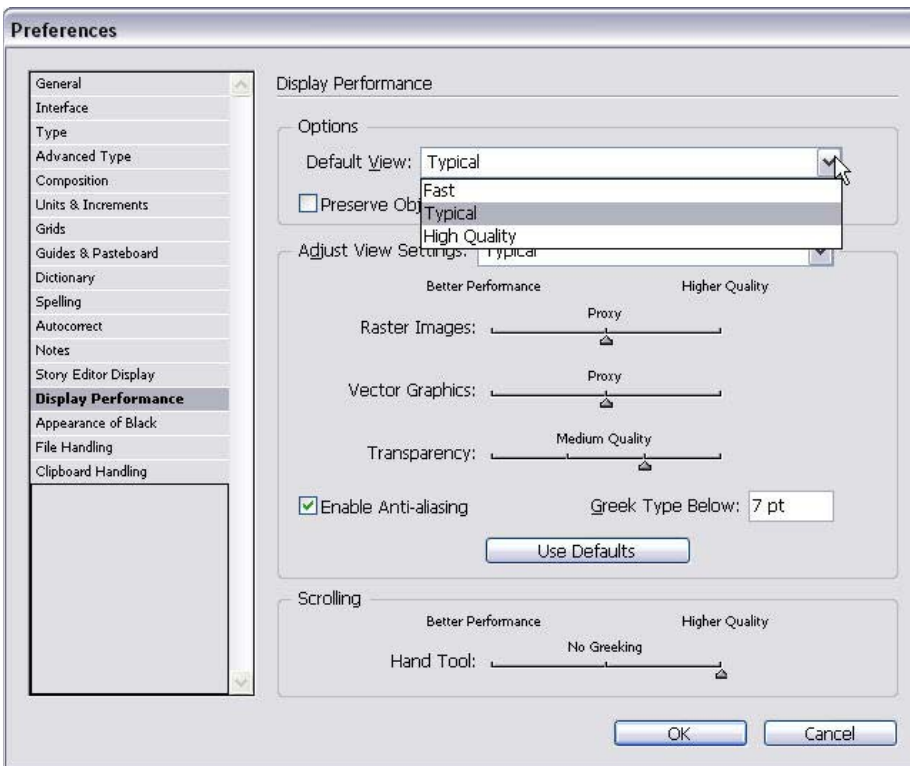 Preferences
General
Interface
Type
Advanced Type
Composition
Units & Increments
Grids
Guides & Pasteboard
Dictionary
Spelling
Autocorrect
Notes
Story Editor Display
Display Performance
Appearance of Black
File Handling
Clipboard Handling
Display Performance
Options
Default View: Typical
Fast
Typical
High Quality
Preserve Obj
Adjust View Settings: Typical
Better Performance Higher Quality
Raster Images: Proxy
Vector Graphics: Proxy
Transparency: Medium Quality
Enable Anti-aliasing Greek Type Below: 7 pt
Use Defaults
Scrolling
Better Performance Higher Quality
Hand Tool: No Greeking
OK Cancel